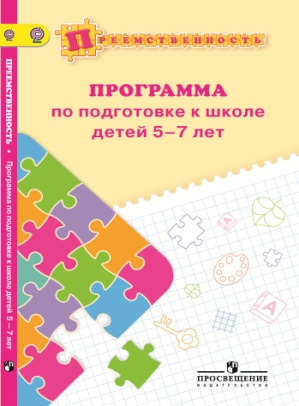 ПРЕЕМСТВЕННОСТЬ
ПРОГРАММА
по подготовке к школе
детей 5–7 лет
ПРЕЕМСТВЕННОСТЬ • Программа по подготовке к школе детей 5 – 7 лет
А
ПРОСВЕЩЕНИЕ
ИЗДАТЕЛЬСТВО